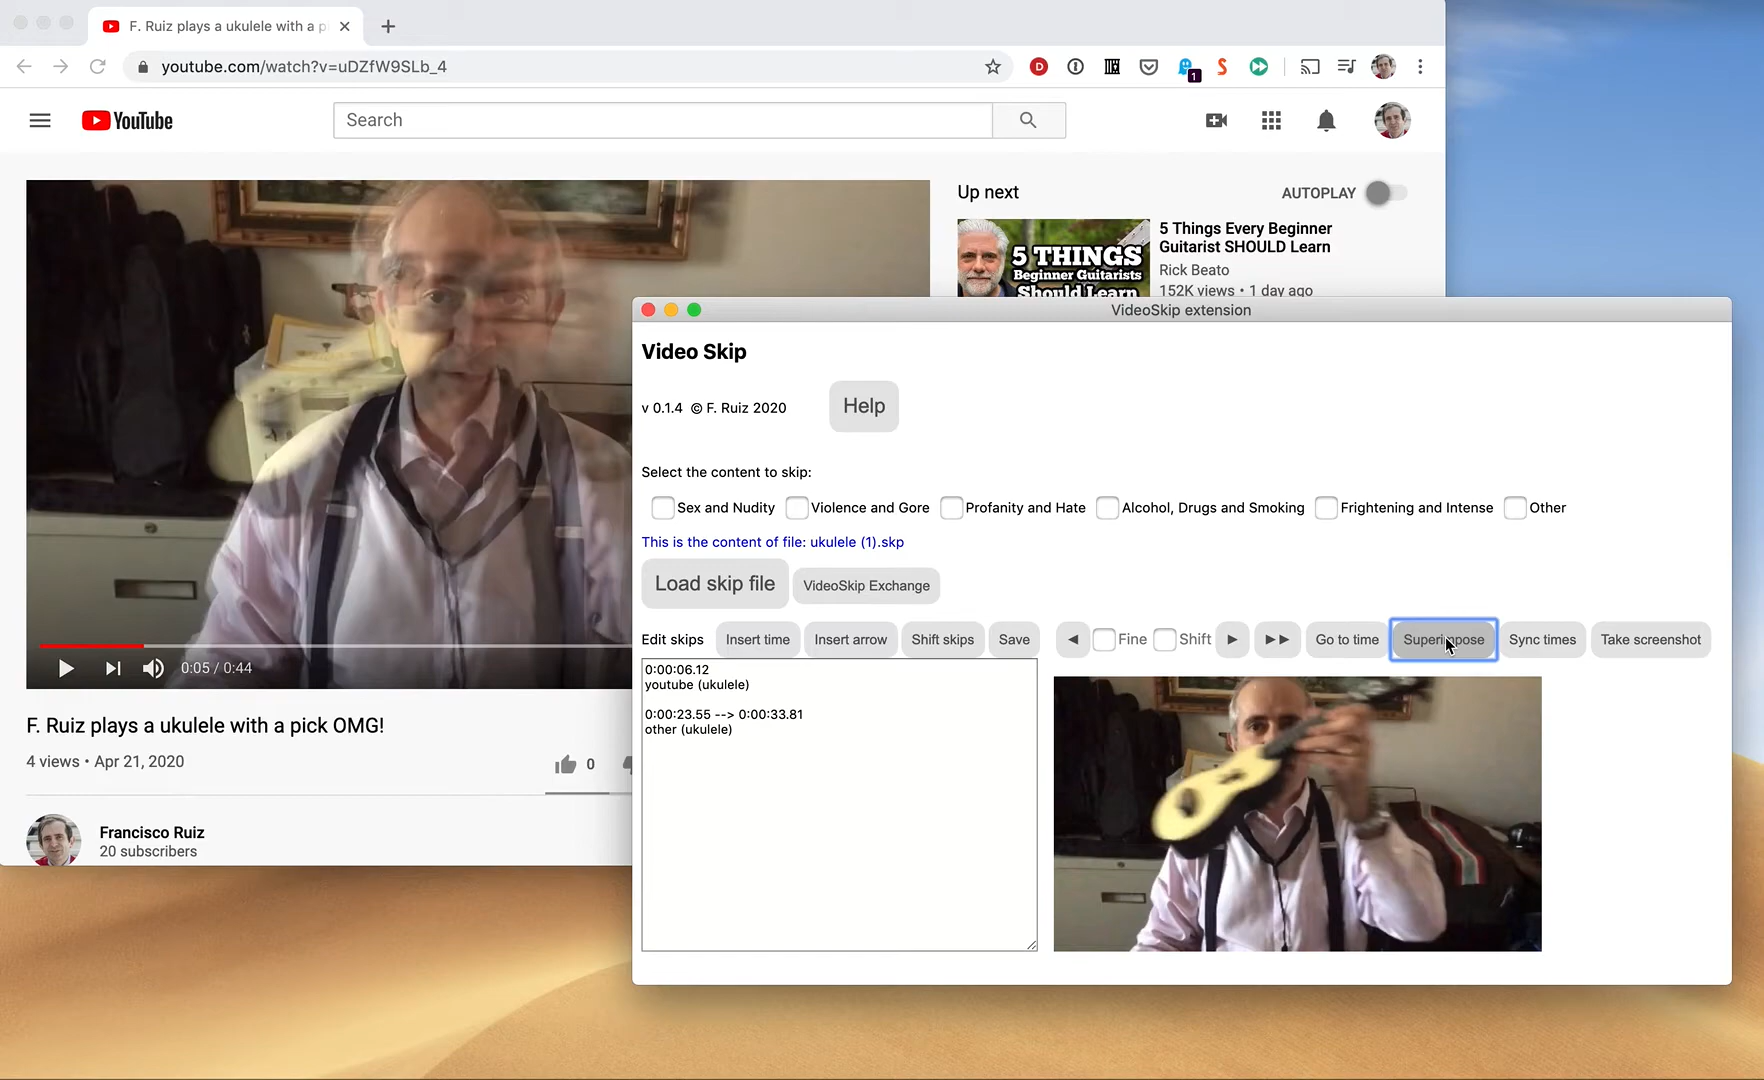 F. Ruiz plays a ukulele with a p
youtube.com/watch?v=uDZfW9SLb_4
D
1
YouTube
Search
Up next
AUTOPLAY
5 THINGS
Beginner Guitarists
Should Learn
5 Things Every Beginner
Guitarist SHOULD Learn
Rick Beato
152K views • 1 day ago
0:05 / 0:44
F. Ruiz plays a ukulele with a pick OMG!
4 views • Apr 21, 2020
0
Francisco Ruiz
20 subscribers
VideoSkip extension
Video Skip
v 0.1.4 © F. Ruiz 2020
Help
Select the content to skip:
Sex and Nudity Violence and Gore Profanity and Hate Alcohol, Drugs and Smoking Frightening and Intense Other
This is the content of file: ukulele (1).skp
Load skip file VideoSkip Exchange
Edit skips Insert time Insert arrow Shift skips Save Fine Shift Go to time Superimpose Sync times Take screenshot
0:00:06.12
youtube (ukulele)
0:00:23.55 --> 0:00:33.81
other (ukulele)